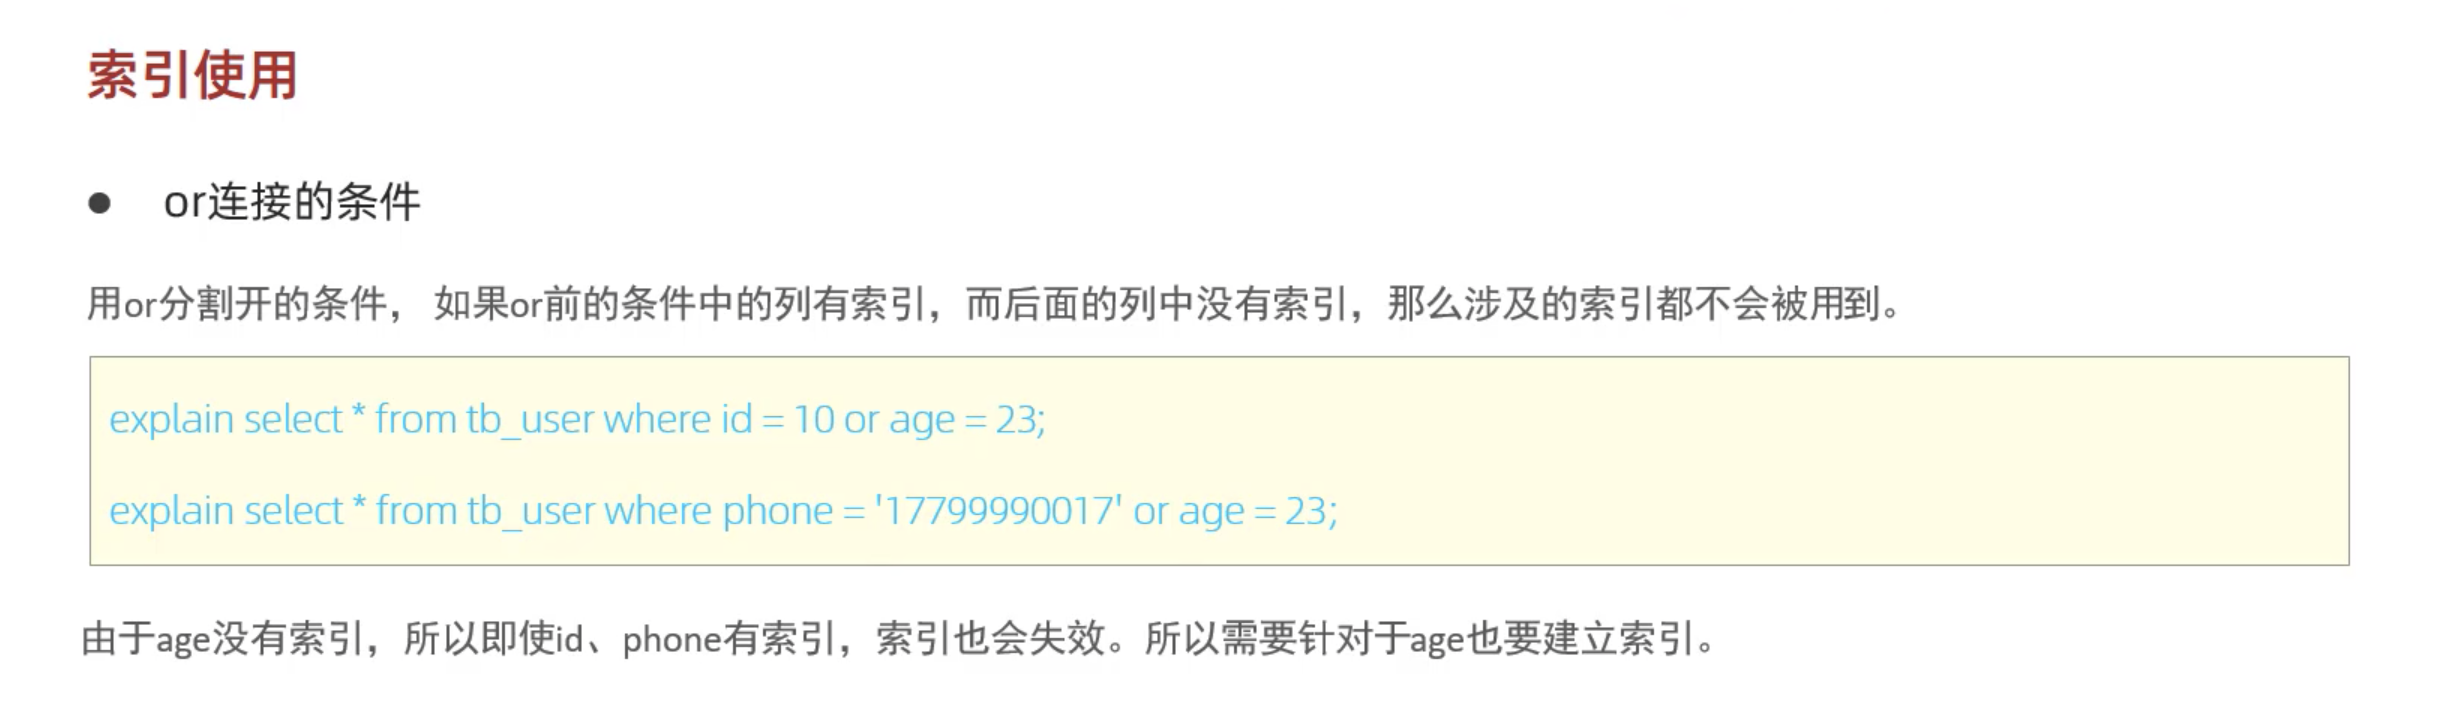 索引使用
● or连接的条件
用or分割开的条件， 如果or前的条件中的列有索引，而后面的列中没有索引，那么涉及的索引都不会被用到。
explain select * from tb_user where id = 10 or age = 23;
explain select * from tb_user where phone = '17799990017' or age = 23;
由于age没有索引，所以即使id、phone有索引，索引也会失效。所以需要针对于age也要建立索引。